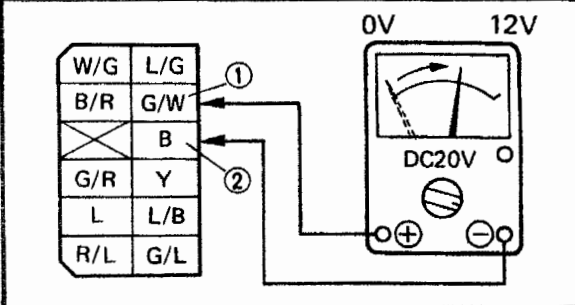 0V 12V
W/G L/G ①
B/R G/W
B
②
G/R Y
L L/B
R/L G/L
DC20V
⊕ ⊖